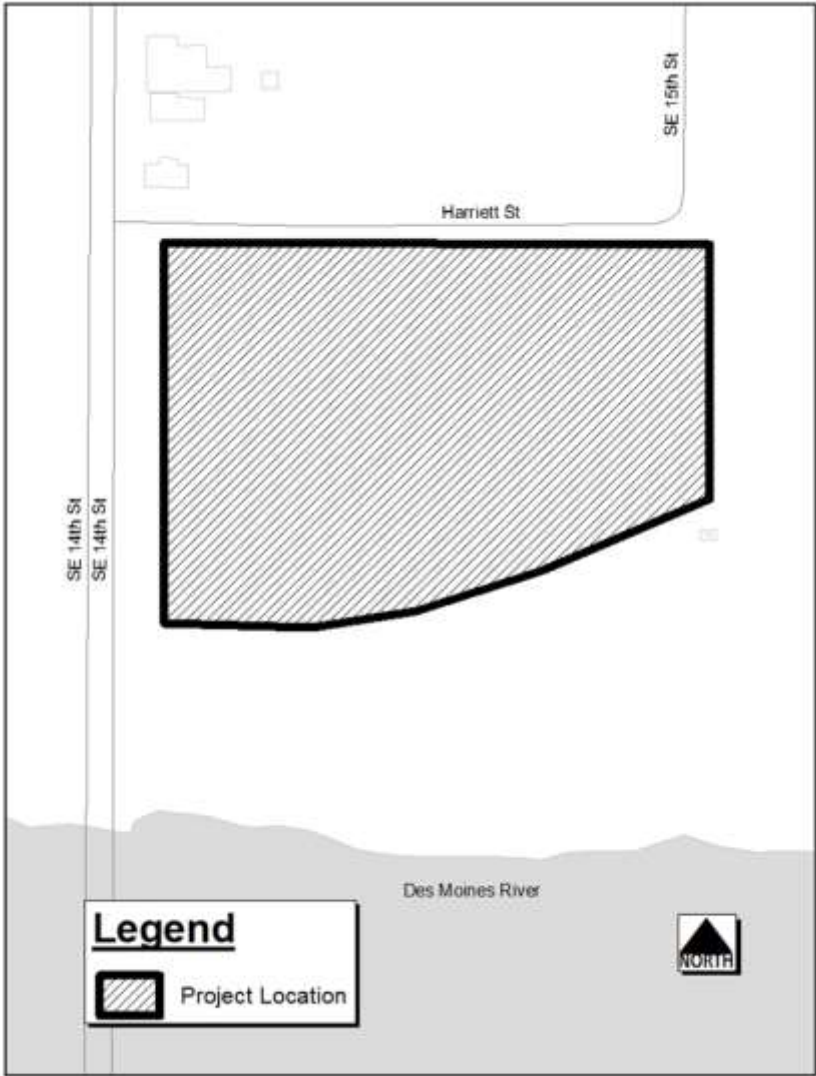 SE 15th St
Harriett St
SE 14th St
SE 14th St
Des Moines River
Legend
Project Location
NORTH